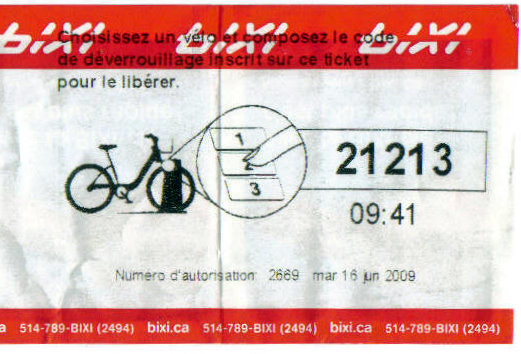 bixi bixi bixi
Choisissez un vélo et composez le code
de déverrouillage inscrit sur ce ticket
pour le libérer.
1
2
3
21213
09:41
Numero d'autorisation: 2669 mar 16 jun 2009
a 514-789-BIXI (2494) bixi.ca 514-789-BIXI (2494) bixi.ca 514-789-BIXI (2494)